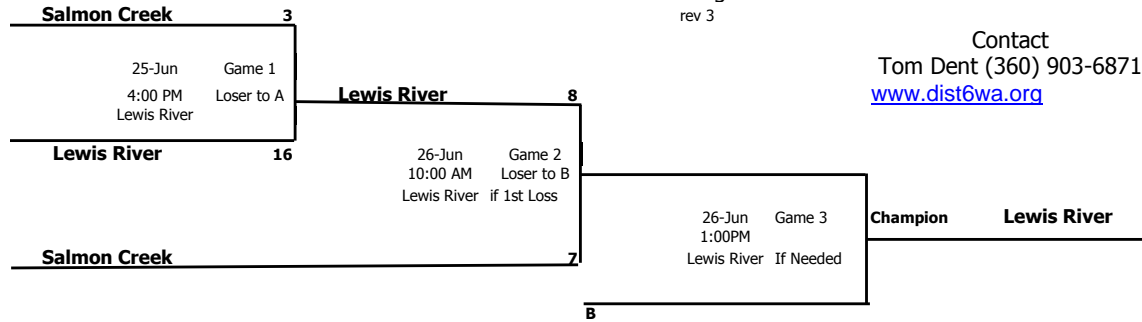 rev 3
Salmon Creek 3
Contact
25-Jun Game 1
Tom Dent (360) 903-6871
4:00 PM Loser to A
Lewis River 8
www.dist6wa.org
Lewis River
Lewis River 16
26-Jun Game 2
10:00 AM Loser to B
Lewis River if 1st Loss
26-Jun Game 3
Champion Lewis River
1:00PM
Salmon Creek 7
Lewis River If Needed
B